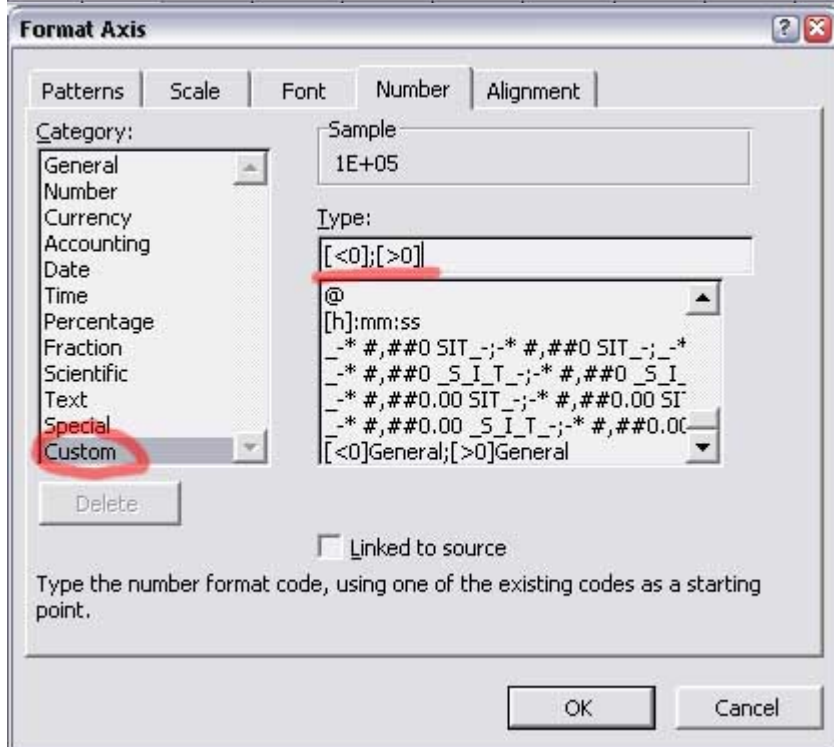 Format Axis
Patterns Scale Font Number Alignment
Category:
General
Number
Currency
Accounting
Date
Time
Percentage
Fraction
Scientific
Text
Special
Custom
Delete
Sample
1E+05
Type:
[<0];[>0]
@
[h]:mm:ss
_-* #,##0 SIT_-;-* #,##0 SIT_-;_-*
_-* #,##0 _S_I_T_-;-* #,##0 _S_I_
_-* #,##0.00 SIT_-;-* #,##0.00 SI
_-* #,##0.00 _S_I_T_-;-* #,##0.00
[<0]General;[>0]General
Linked to source
Type the number format code, using one of the existing codes as a starting
point.
OK Cancel